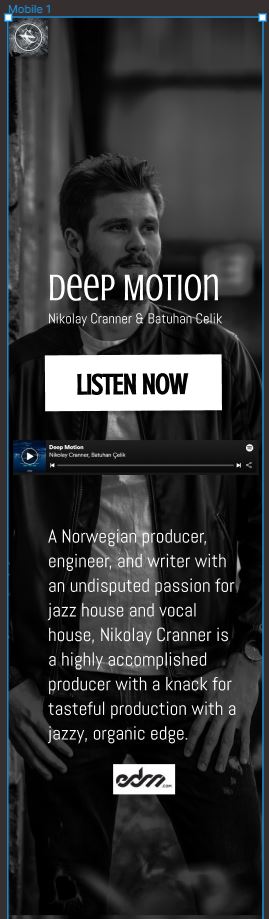 Mobile 1
Deep Motion
Nikolay Cranner & Batuhan Çelik
LISTEN NOW
Deep Motion
Nikolay Cranner, Batuhan Çelik
A Norwegian producer,
engineer, and writer with
an undisputed passion for
jazz house and vocal
house, Nikolay Cranner is
a highly accomplished
producer with a knack for
tasteful production with a
jazzy, organic edge.
edm.com